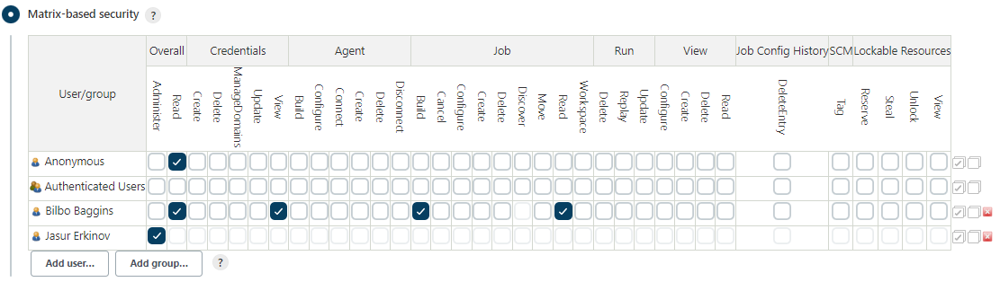 Matrix-based security ?
User/group Overall Credentials Agent Job Run View Job Config History SCM Lockable Resources
Administer Read Create Delete ManageDomains Update View Build Configure Connect Create Delete Disconnect Build Cancel Configure Create Delete Discover Move Read Workspace Delete Replay Update Configure Create Delete Read DeleteEntry Tag Reserve Steal Unlock View
Anonymous
Authenticated Users
Bilbo Baggins
Jasur Erkinov
Add user... Add group... ?